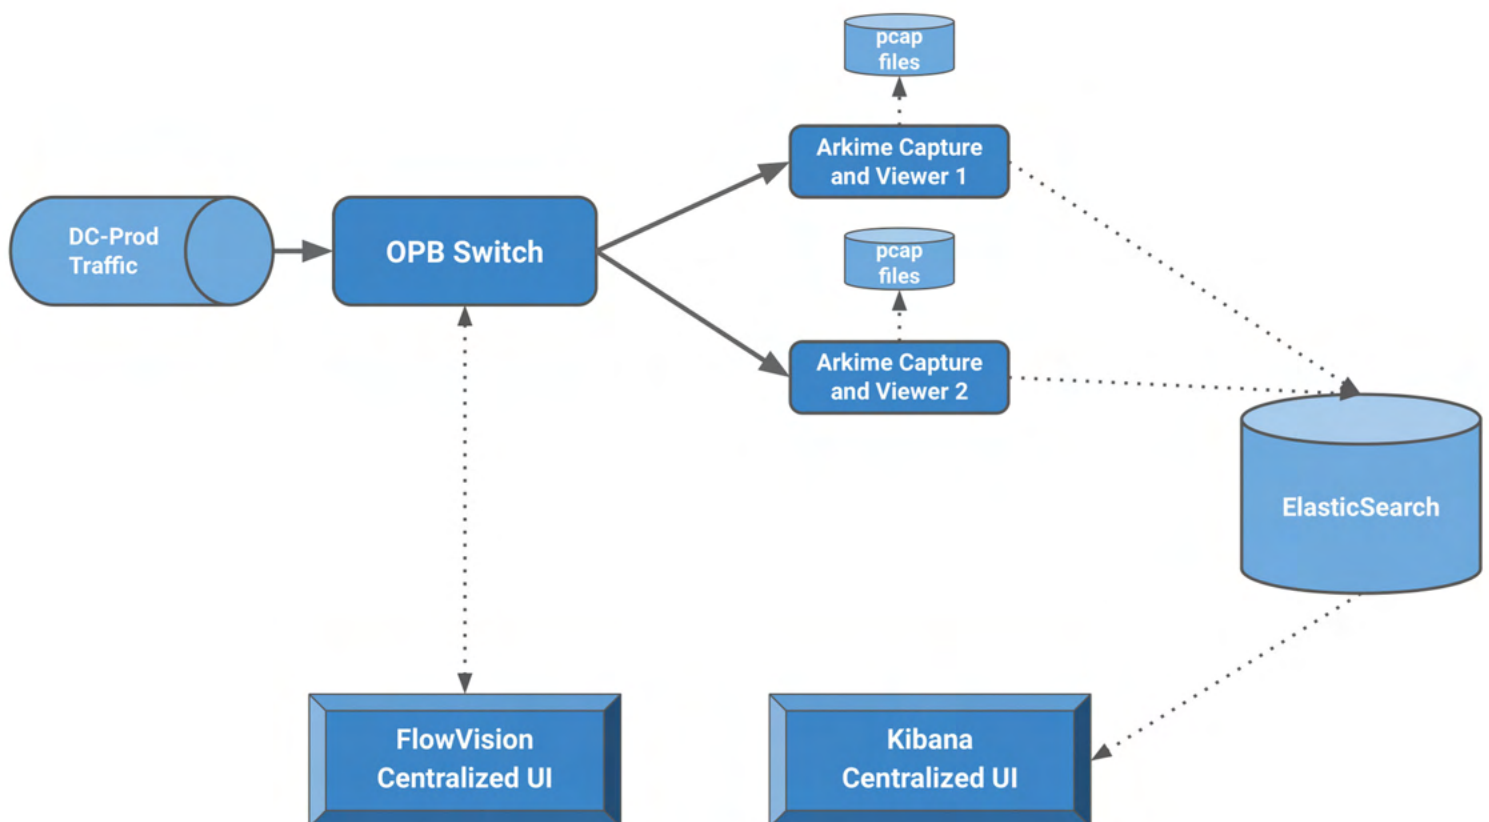 pcap
files
Arkime Capture
and Viewer 1
DC-Prod
Traffic
OPB Switch
pcap
files
Arkime Capture
and Viewer 2
ElasticSearch
FlowVision
Centralized UI
Kibana
Centralized UI